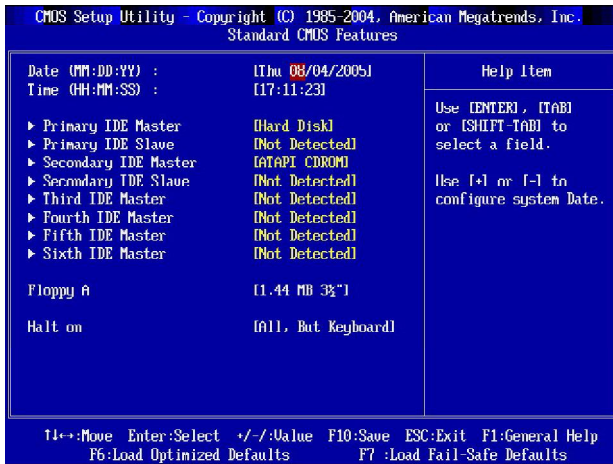 CMOS Setup Utility - Copyright (C) 1985-2004, American Megatrends, Inc.
Standard CMOS Features
Date (MM:DD:YY) : [Thu 08/04/2005]
Time (HH:MM:SS) : [17:11:23]
▶ Primary IDE Master [Hard Disk]
▶ Primary IDE Slave [Not Detected]
▶ Secondary IDE Master [ATAPI CDROM]
▶ Secondary IDE Slave [Not Detected]
▶ Third IDE Master [Not Detected]
▶ Fourth IDE Master [Not Detected]
▶ Fifth IDE Master [Not Detected]
▶ Sixth IDE Master [Not Detected]
Floppy A [1.44 MB 3½"]
Halt on [All, But Keyboard]
Help Item
Use [ENTER], [TAB]
or [SHIFT-TAB] to
select a field.
Use [+] or [-] to
configure system Date.
↑↓←→:Move Enter:Select +/-/:Value F10:Save ESC:Exit F1:General Help
F6:Load Optimized Defaults F7 :Load Fail-Safe Defaults